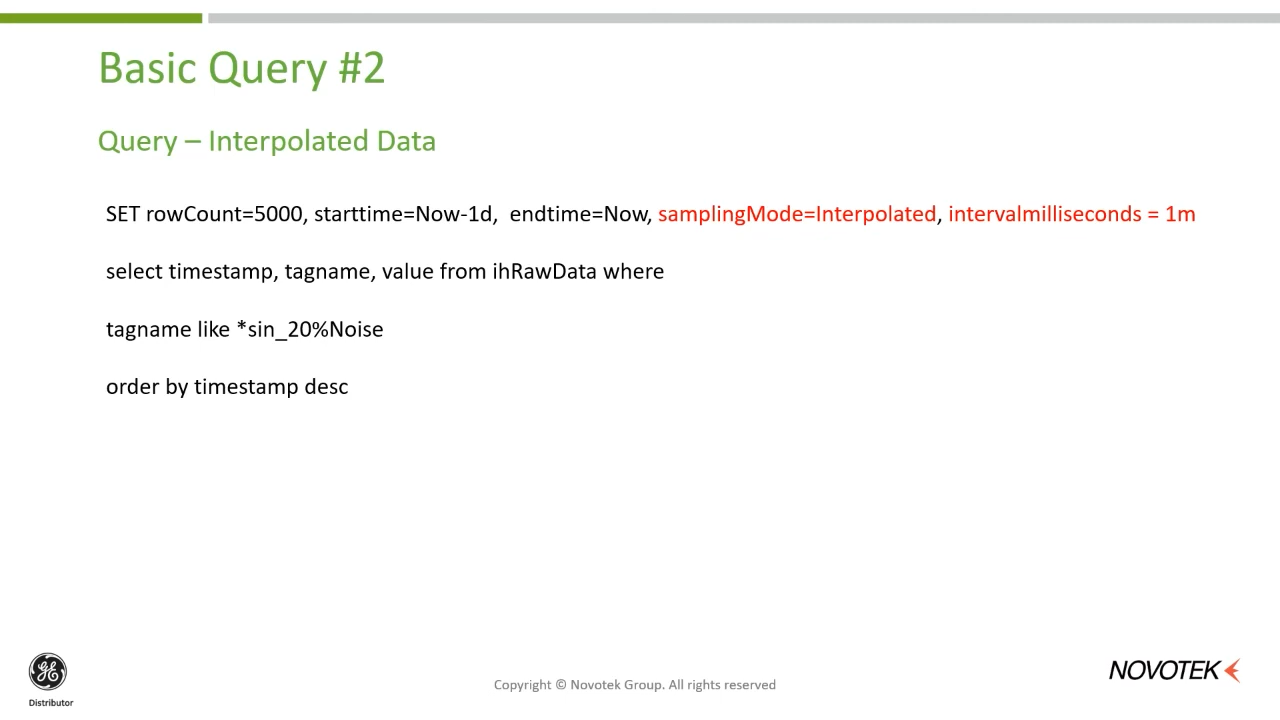 Basic Query #2
Query – Interpolated Data
SET rowCount=5000, starttime=Now-1d,  endtime=Now, samplingMode=Interpolated, intervalmilliseconds = 1m
select timestamp, tagname, value from ihRawData where
tagname like *sin_20%Noise
order by timestamp desc
Distributor
Copyright © Novotek Group. All rights reserved
NOVOTEK